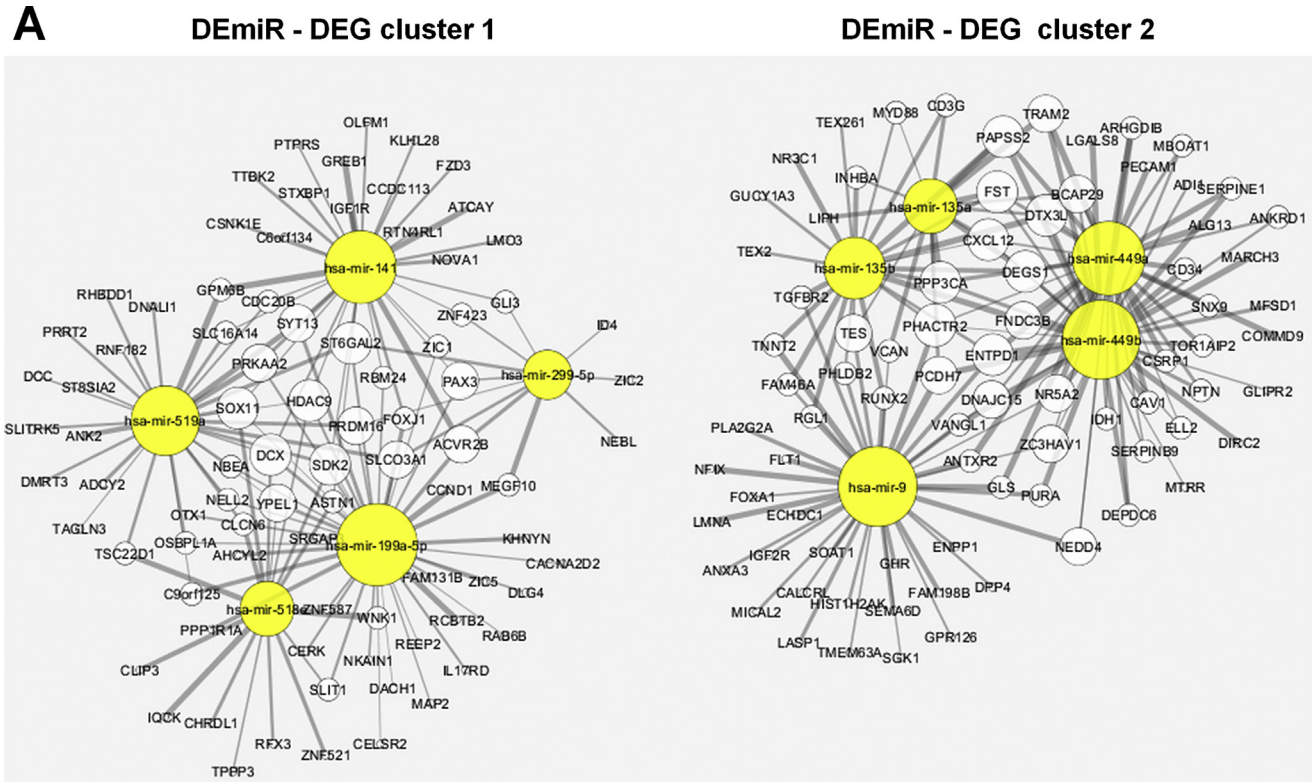 A
DEmiR - DEG cluster 1
DEmiR - DEG cluster 2
OLFM1
PTPRS
KLHL28
GREB1
FZD3
TTBK2
STXBP1
CCDC113
IGF1R
ATCAY
CSNK1E
C6orf134
RTN4RL1
LMO3
NOVA1
hsa-mir-141
GPM6B
CDC20B
GLI3
RHBDD1
DNALI1
ZNF423
SYT13
ID4
PRRT2
SLC16A14
ST6GAL2
ZIC1
RNF182
PRKAA2
RBM24
PAX3
hsa-mir-299-5p
ZIC2
DCC
ST8SIA2
HDAC9
SOX11
hsa-mir-519a
PRDM16
FOXJ1
SLITRK5
ANK2
ACVR2B
NEBL
DCX
SDK2
SLCO3A1
NBEA
DMRT3
ADCY2
CCND1
MEGF10
NELL2
YPEL1
ASTN1
OTX1
TAGLN3
CLCN6
SRGAP
hsa-mir-199a-5p
KHNYN
OSBPL1A
TSC22D1
AHCYL2
CACNA2D2
FAM131B
ZIC5
DLG4
C9orf125
hsa-mir-518c
ZNF587
WNK1
RCBTB2
PPP1R1A
RAB6B
REEP2
CERK
NKAIN1
CLIP3
IL17RD
SLIT1
DACH1
MAP2
IQCK
CHRDL1
RFX3
CELSR2
ZNF521
TPPP3
MYD88
CD3G
TRAM2
TEX261
PAPSS2
ARHGDIB
LGALS8
MBOAT1
NR3C1
PECAM1
INHBA
ADI1
SERPINE1
GUCY1A3
FST
BCAP29
hsa-mir-135a
LIPH
DTX3L
ANKRD1
ALG13
CXCL12
TEX2
hsa-mir-135b
hsa-mir-449a
MARCH3
DEGS1
CD34
PPP3CA
TGFBR2
SNX9
MFSD1
FNDC3B
TES
PHACTR2
hsa-mir-449b
COMMD9
TNNT2
VCAN
ENTPD1
TOR1AIP2
CSRP1
PHLDB2
PCDH7
FAM46A
NPTN
GLIPR2
RUNX2
DNAJC15
NR5A2
CAV1
RGL1
VANGL1
IDH1
ELL2
PLA2G2A
ZC3HAV1
DIRC2
FLT1
SERPINB9
NFIX
ANTXR2
hsa-mir-9
GLS
PURA
MTRR
FOXA1
ECHDC1
DEPDC6
LMNA
NEDD4
IGF2R
SOAT1
ENPP1
ANXA3
GHR
DPP4
CALCRL
FAM198B
HIST1H2AK
MICAL2
SEMA6D
GPR126
LASP1
TMEM63A
SGK1